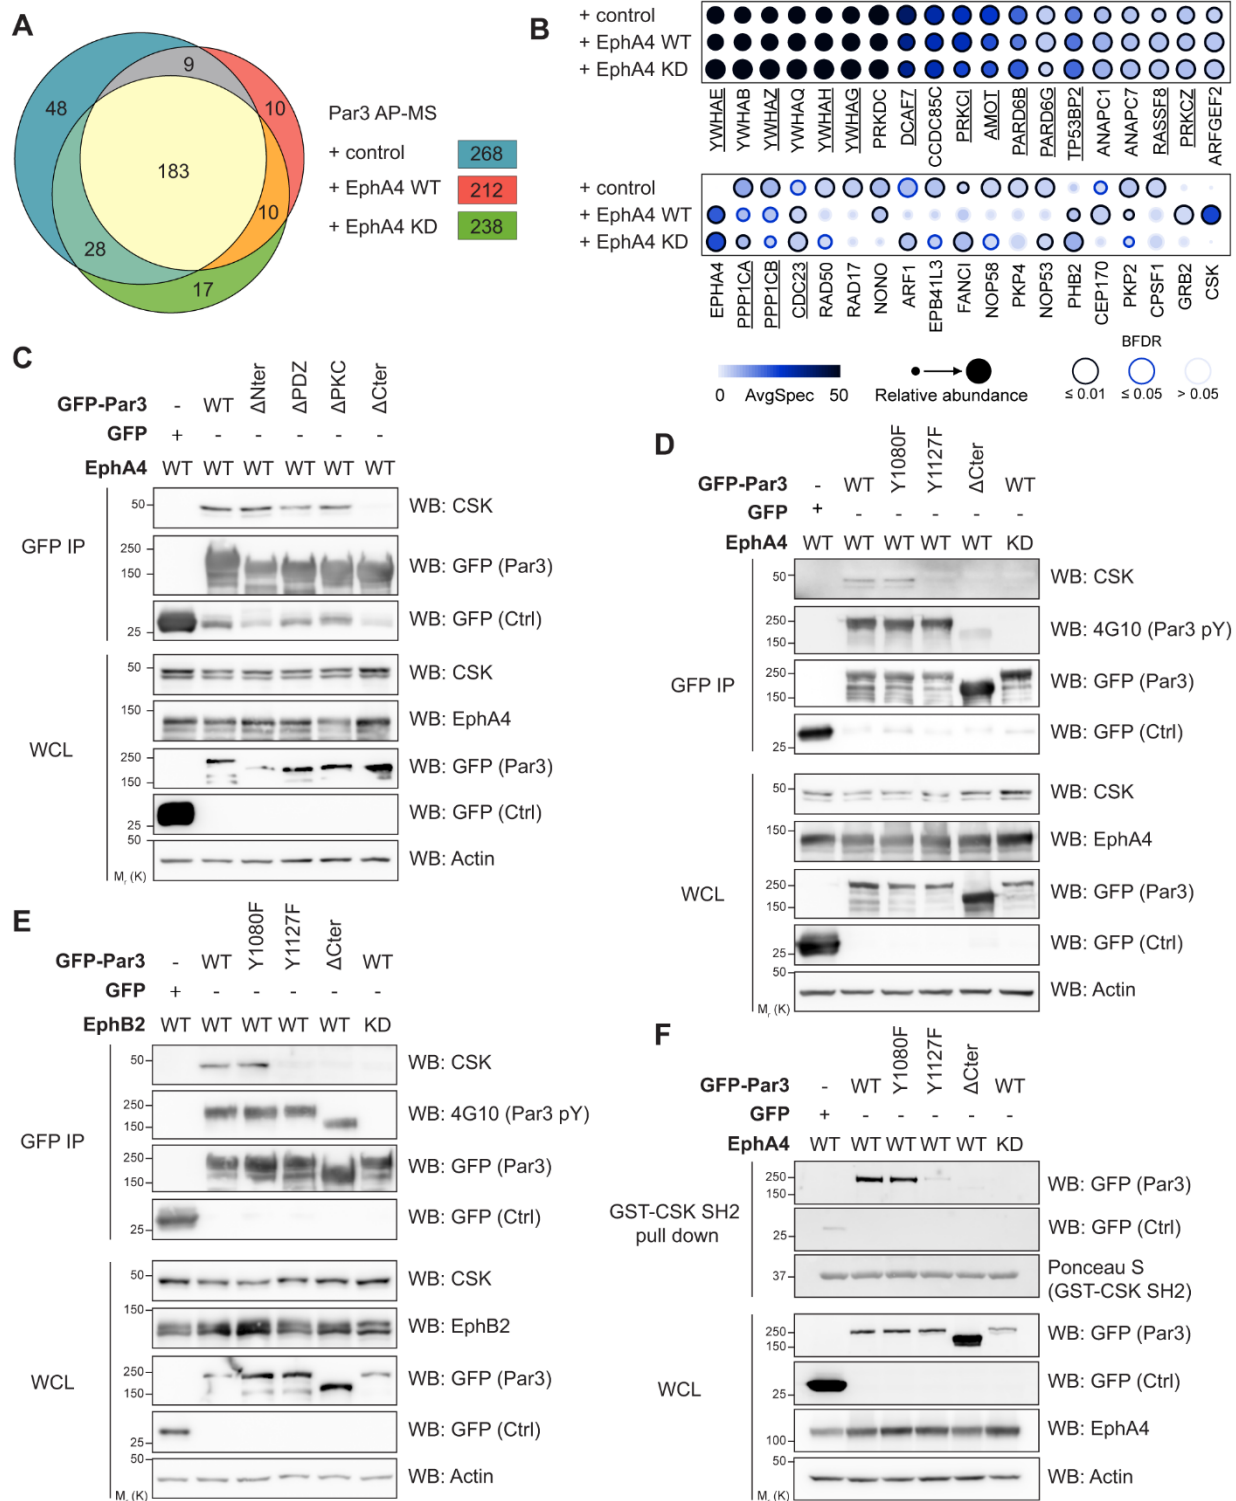 A
9
48
10
183
10
28
17
Par3 AP-MS
+ control 268
+ EphA4 WT 212
+ EphA4 KD 238
B
+ control
+ EphA4 WT
+ EphA4 KD
YWHAE YWHAB YWHAZ YWHAQ YWHAH YWHAG PRKDC DCAF7 CCDC85C PRKCI AMOT PARD6B PARD6G TP53BP2 ANAPC1 ANAPC7 RASSF8 PRKCZ ARFGEF2
+ control
+ EphA4 WT
+ EphA4 KD
EPHA4 PPP1CA PPP1CB CDC23 RAD50 RAD17 NONO ARF1 EPB41L3 FANCI NOP58 PKP4 NOP53 PHB2 CEP170 PKP2 CPSF1 GRB2 CSK
BFDR
0 AvgSpec 50
Relative abundance
≤ 0.01 ≤ 0.05 > 0.05
C
GFP-Par3 - WT ΔNter ΔPDZ ΔPKC ΔCter
GFP + - - - - -
EphA4 WT WT WT WT WT WT
GFP IP
50 WB: CSK
250
150 WB: GFP (Par3)
25 WB: GFP (Ctrl)
WCL
50 WB: CSK
150 WB: EphA4
250
150 WB: GFP (Par3)
25 WB: GFP (Ctrl)
50
WB: Actin
Mr (K)
D
GFP-Par3 - WT Y1080F Y1127F ΔCter WT
GFP + - - - - -
EphA4 WT WT WT WT WT KD
GFP IP
50 WB: CSK
250
150 WB: 4G10 (Par3 pY)
250
150 WB: GFP (Par3)
25 WB: GFP (Ctrl)
WCL
50 WB: CSK
150 WB: EphA4
250
150 WB: GFP (Par3)
25 WB: GFP (Ctrl)
50
WB: Actin
Mr (K)
E
GFP-Par3 - WT Y1080F Y1127F ΔCter WT
GFP + - - - - -
EphB2 WT WT WT WT WT KD
GFP IP
50 WB: CSK
250
150 WB: 4G10 (Par3 pY)
250
150 WB: GFP (Par3)
25 WB: GFP (Ctrl)
WCL
50 WB: CSK
150 WB: EphB2
250
150 WB: GFP (Par3)
25 WB: GFP (Ctrl)
50
WB: Actin
Mr (K)
F
GFP-Par3 - WT Y1080F Y1127F ΔCter WT
GFP + - - - - -
EphA4 WT WT WT WT WT KD
GST-CSK SH2
pull down
250
150 WB: GFP (Par3)
25 WB: GFP (Ctrl)
37 Ponceau S
(GST-CSK SH2)
WCL
250
150 WB: GFP (Par3)
25 WB: GFP (Ctrl)
100 WB: EphA4
50
WB: Actin
Mr (K)